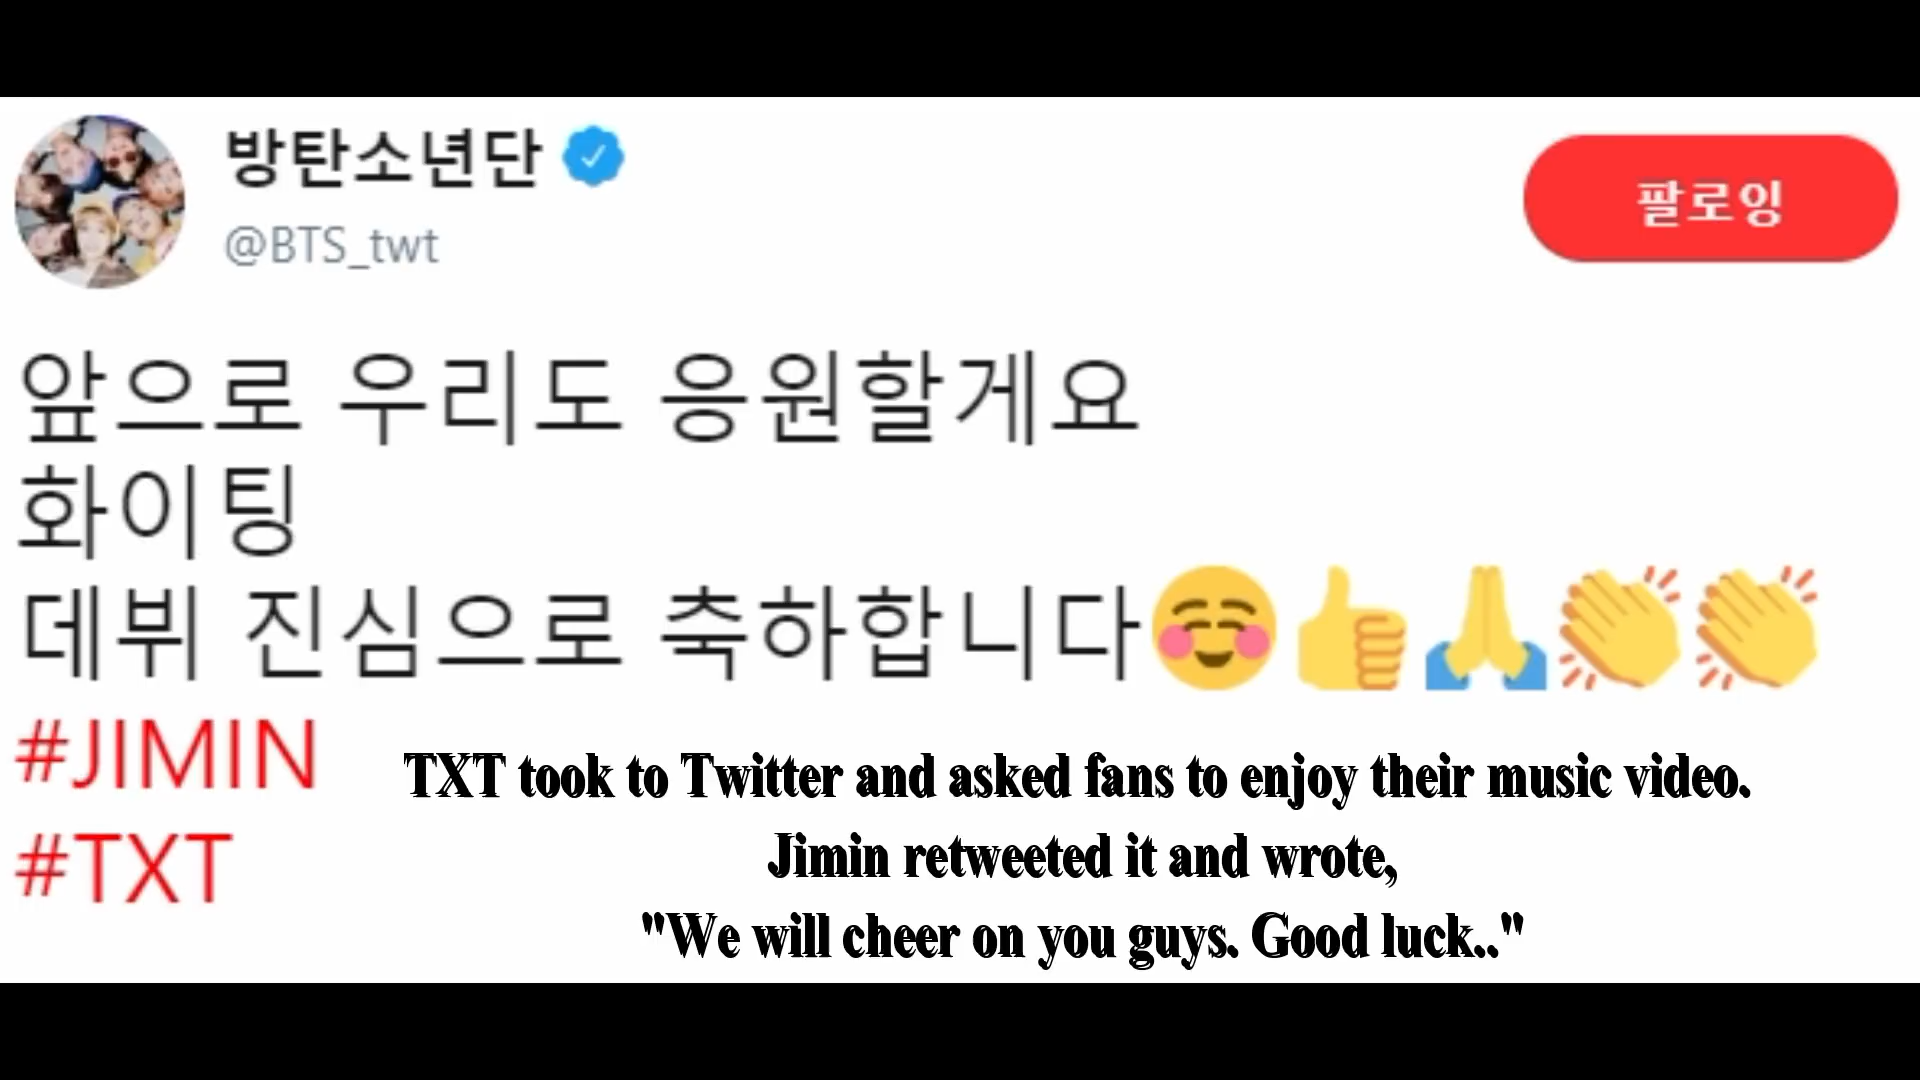 방탄소년단
@BTS_twt
팔로잉
앞으로 우리도 응원할게요
화이팅
데뷔 진심으로 축하합니다☺️👍🙏👏👏
#JIMIN
#TXT
TXT took to Twitter and asked fans to enjoy their music video.
Jimin retweeted it and wrote,
"We will cheer on you guys. Good luck.."